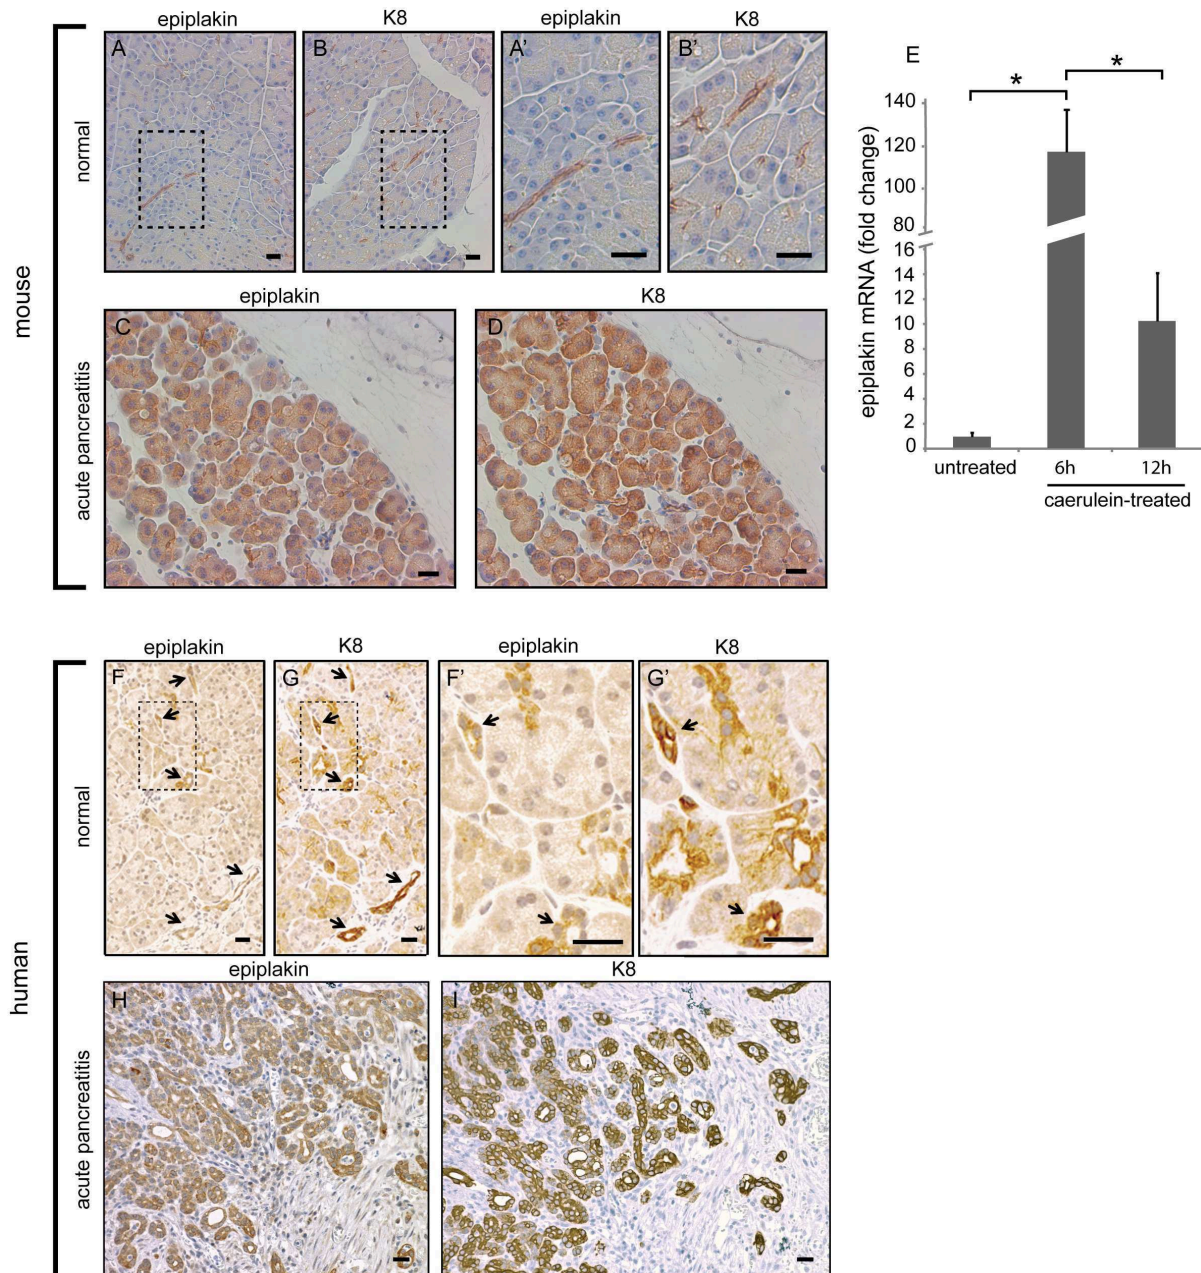 epiplakin
K8
epiplakin
K8
A
B
A'
B'
normal
mouse
epiplakin
K8
C
D
acute pancreatitis
E
*
*
140
120
100
80
16
14
12
10
8
6
4
2
0
epiplakin mRNA (fold change)
untreated
6h
12h
caerulein-treated
epiplakin
K8
epiplakin
K8
F
G
F'
G'
normal
human
epiplakin
K8
H
I
acute pancreatitis